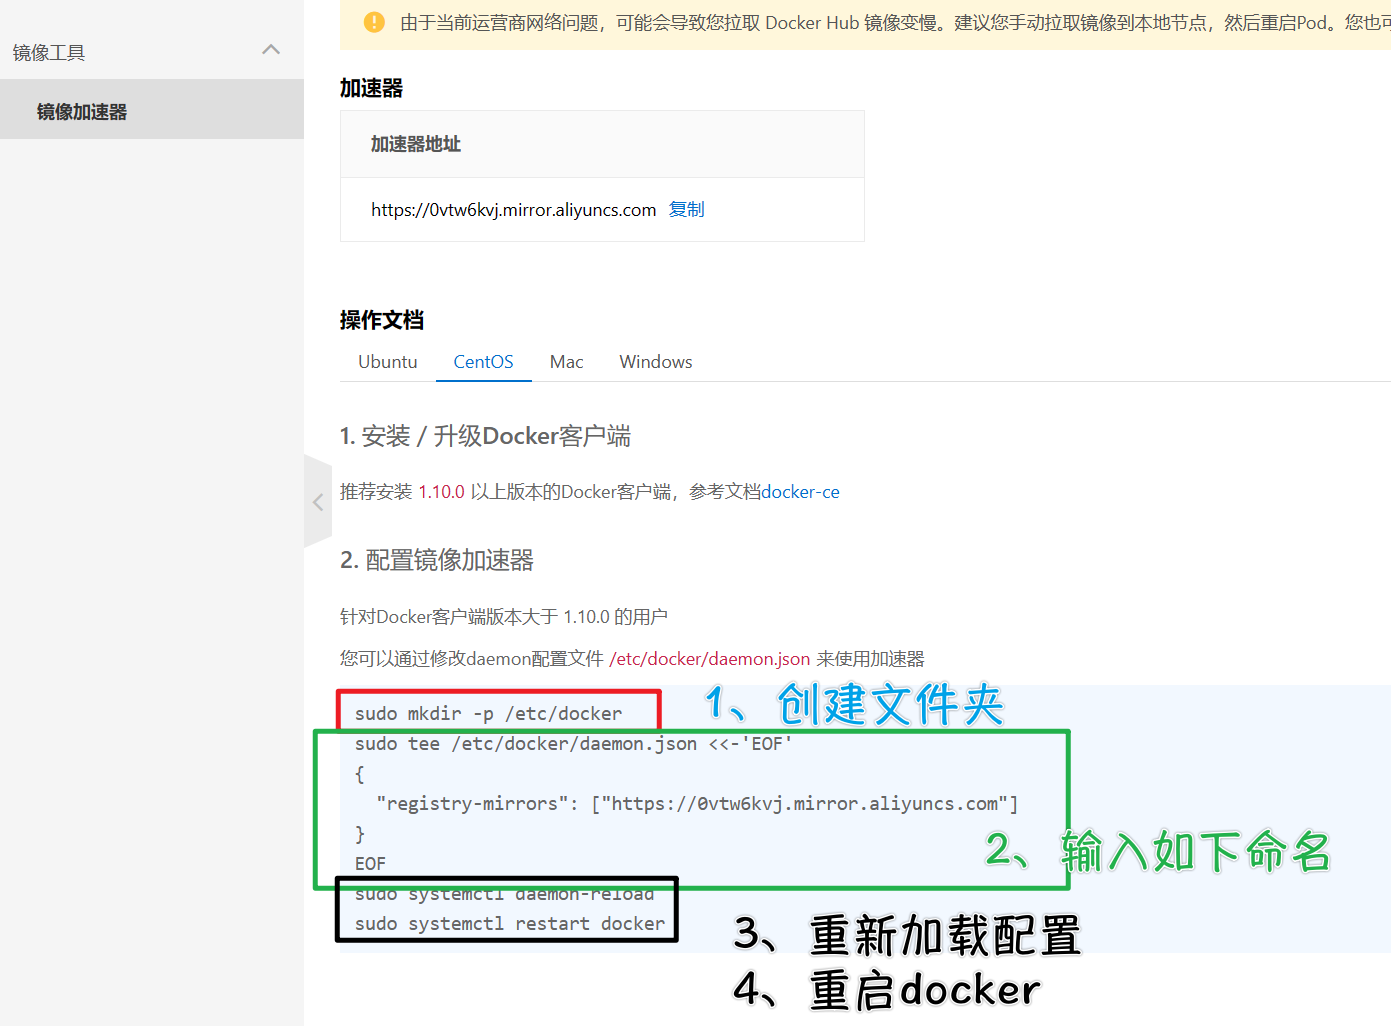 由于当前运营商网络问题，可能会导致您拉取 Docker Hub 镜像变慢。建议您手动拉取镜像到本地节点，然后重启Pod。您也
镜像工具
镜像加速器
加速器
加速器地址
https://0vtw6kvj.mirror.aliyuncs.com 复制
操作文档
Ubuntu CentOS Mac Windows
1. 安装 / 升级Docker客户端
推荐安装 1.10.0 以上版本的Docker客户端，参考文档docker-ce
2. 配置镜像加速器
针对Docker客户端版本大于 1.10.0 的用户
您可以通过修改daemon配置文件 /etc/docker/daemon.json 来使用加速器
sudo mkdir -p /etc/docker
1、创建文件夹
sudo tee /etc/docker/daemon.json <<-'EOF'
{
"registry-mirrors": ["https://0vtw6kvj.mirror.aliyuncs.com"]
}
2、输入如下命名
EOF
sudo systemctl daemon-reload
sudo systemctl restart docker
3、重新加载配置
4、重启docker